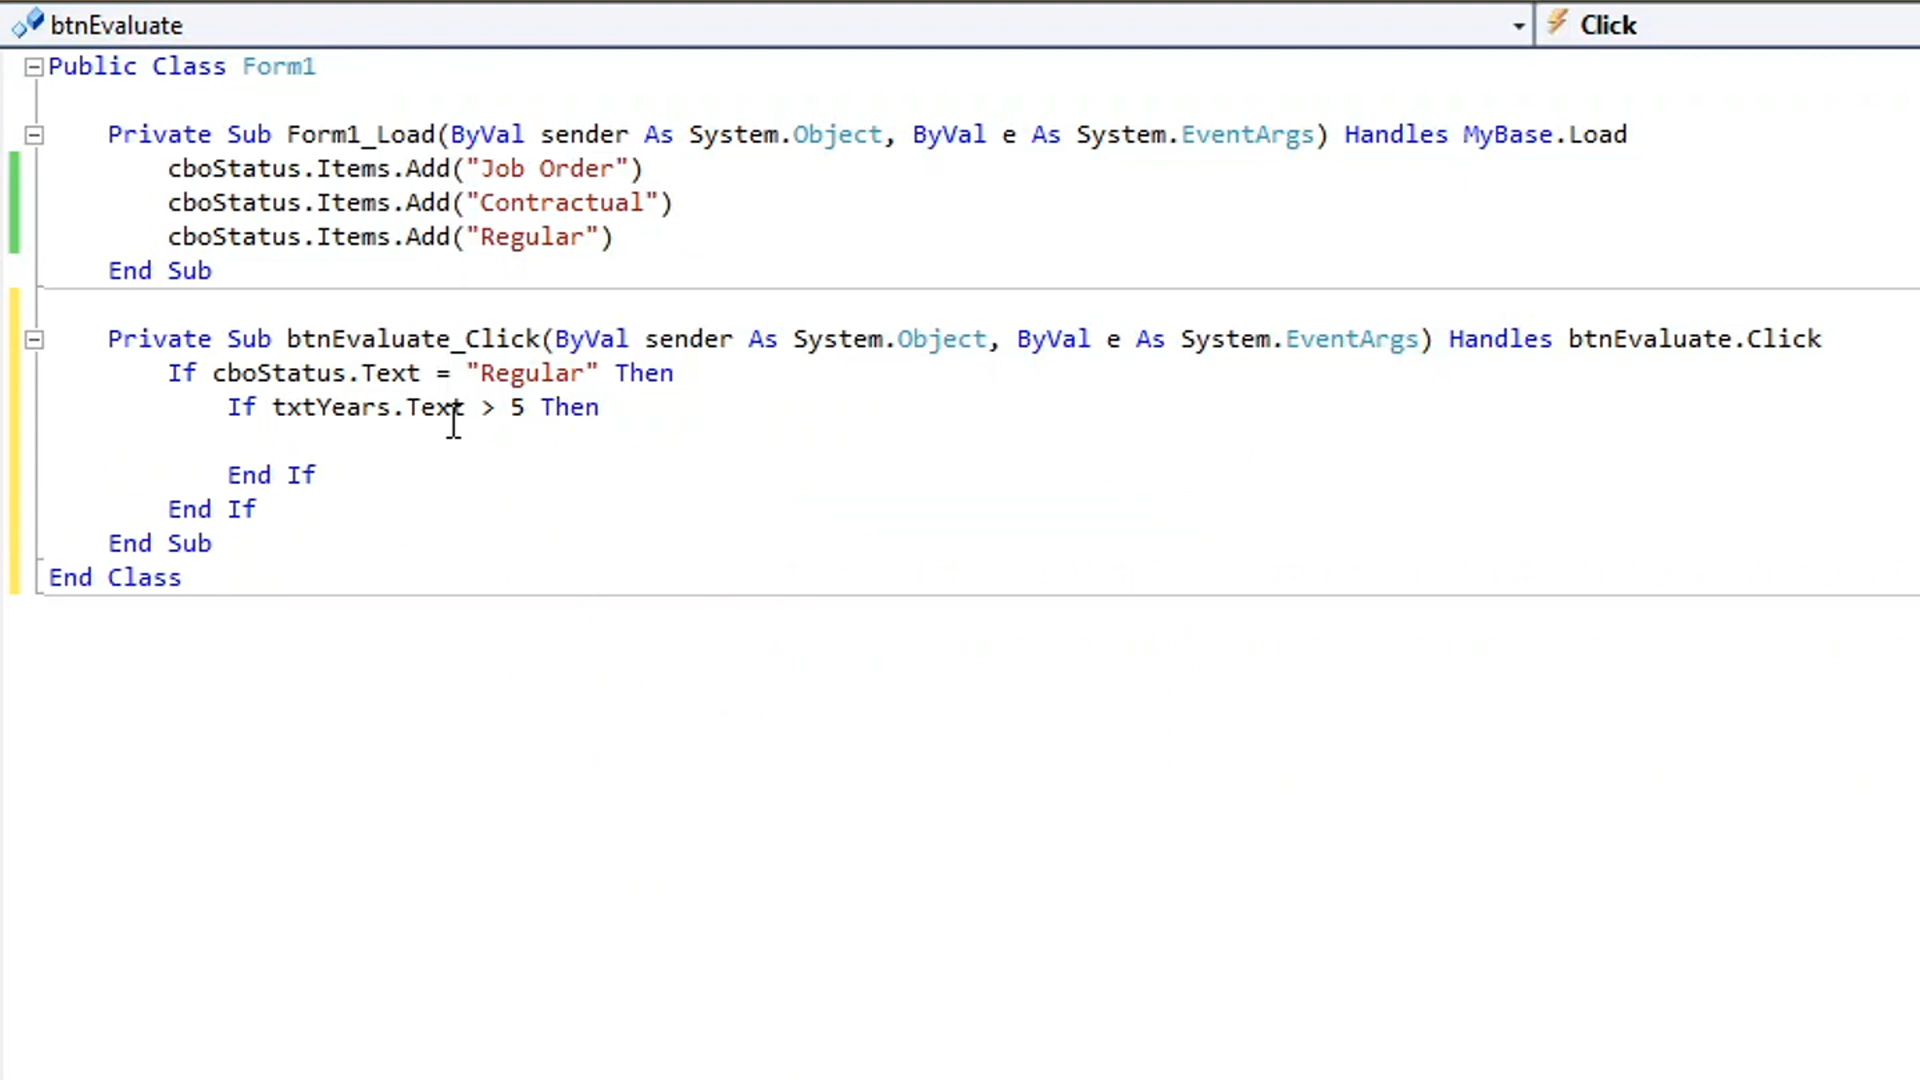 btnEvaluate
Click
Public Class Form1
Private Sub Form1_Load(ByVal sender As System.Object, ByVal e As System.EventArgs) Handles MyBase.Load
cboStatus.Items.Add("Job Order")
cboStatus.Items.Add("Contractual")
cboStatus.Items.Add("Regular")
End Sub
Private Sub btnEvaluate_Click(ByVal sender As System.Object, ByVal e As System.EventArgs) Handles btnEvaluate.Click
If cboStatus.Text = "Regular" Then
If txtYears.Text > 5 Then
End If
End If
End Sub
End Class